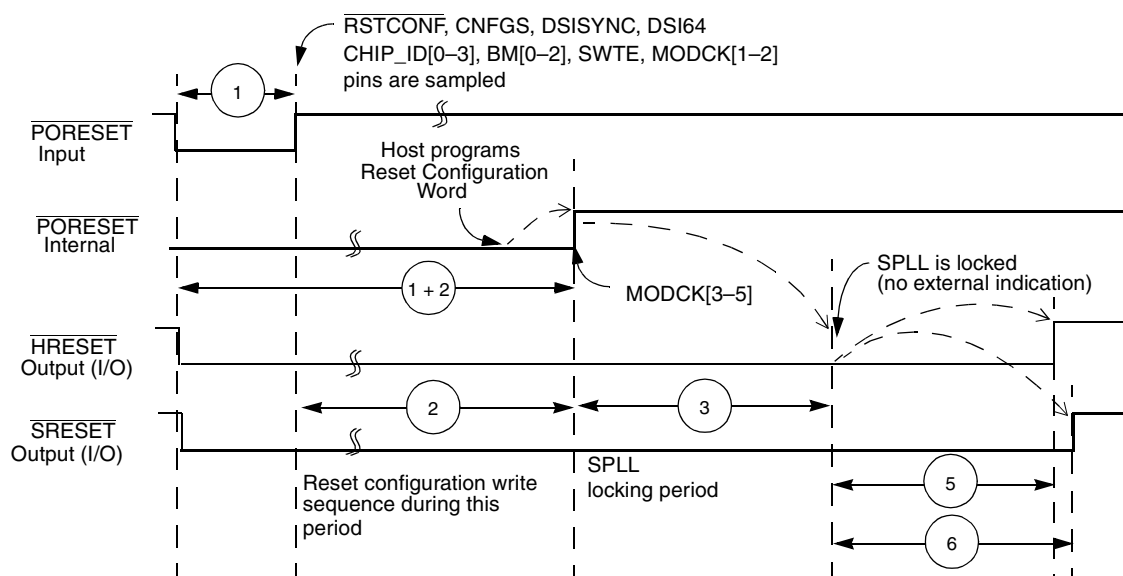 RSTCONF, CNFGS, DSISYNC, DSI64
CHIP_ID[0–3], BM[0–2], SWTE, MODCK[1–2]
pins are sampled
1
PORESET
Input
Host programs
Reset Configuration
Word
PORESET
Internal
1 + 2
MODCK[3–5]
SPLL is locked
(no external indication)
HRESET
Output (I/O)
2
3
SRESET
Output (I/O)
Reset configuration write
sequence during this
period
SPLL
locking period
5
6